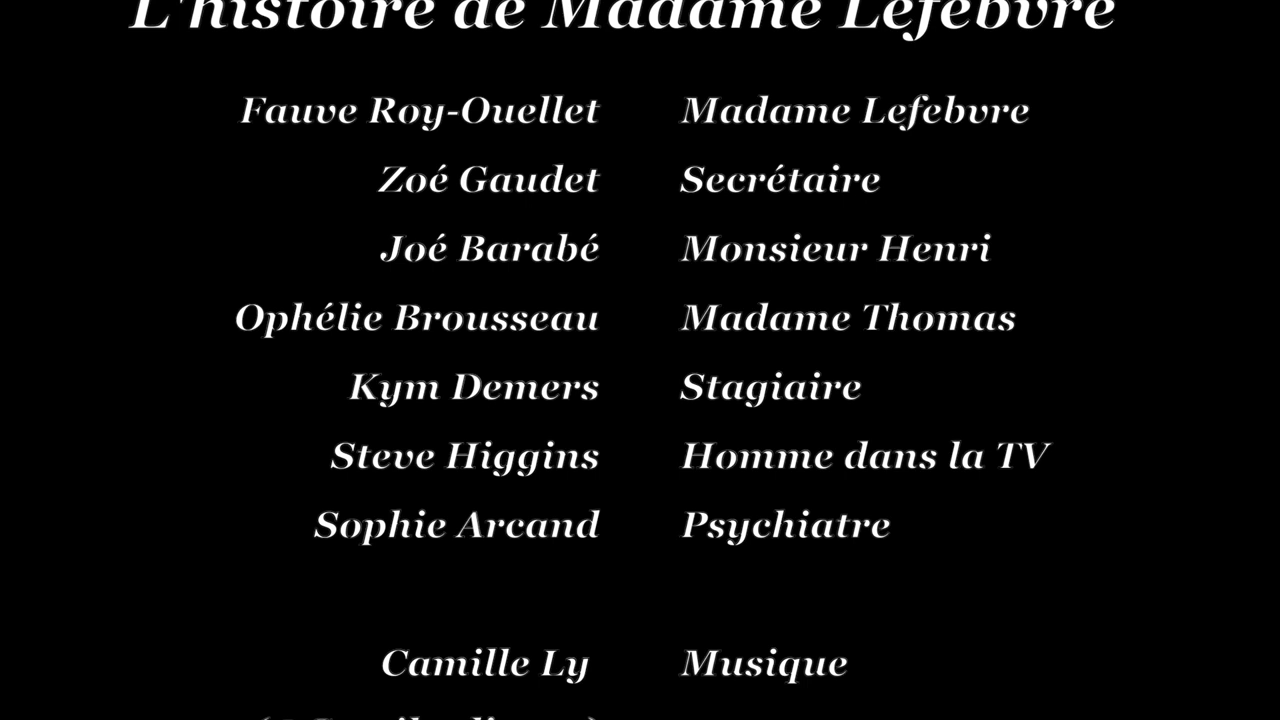 L'histoire de Madame Lefebvre
Fauve Roy-Ouellet Madame Lefebvre
Zoé Gaudet Secrétaire
Joé Barabé Monsieur Henri
Ophélie Brousseau Madame Thomas
Kym Demers Stagiaire
Steve Higgins Homme dans la TV
Sophie Arcand Psychiatre
Camille Ly Musique